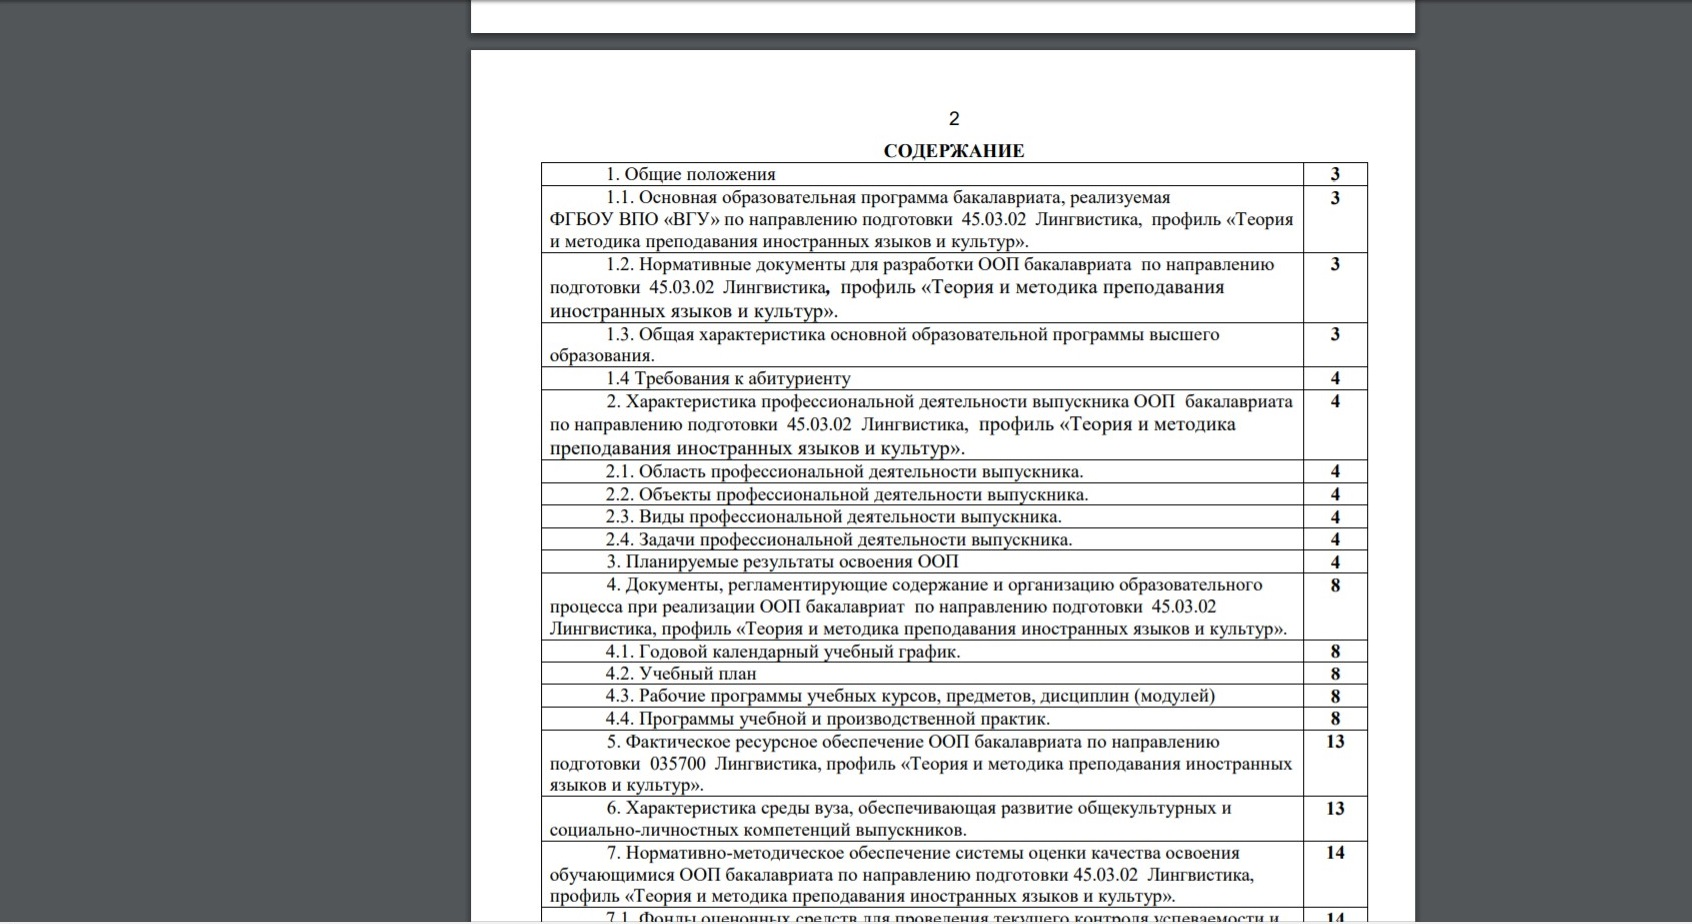 2
СОДЕРЖАНИЕ
1. Общие положения 3
1.1. Основная образовательная программа бакалавриата, реализуемая 3
ФГБОУ ВПО «ВГУ» по направлению подготовки 45.03.02 Лингвистика, профиль «Теория
и методика преподавания иностранных языков и культур».
1.2. Нормативные документы для разработки ООП бакалавриата по направлению 3
подготовки 45.03.02 Лингвистика, профиль «Теория и методика преподавания
иностранных языков и культур».
1.3. Общая характеристика основной образовательной программы высшего 3
образования.
1.4 Требования к абитуриенту 4
2. Характеристика профессиональной деятельности выпускника ООП бакалавриата 4
по направлению подготовки 45.03.02 Лингвистика, профиль «Теория и методика
преподавания иностранных языков и культур».
2.1. Область профессиональной деятельности выпускника. 4
2.2. Объекты профессиональной деятельности выпускника. 4
2.3. Виды профессиональной деятельности выпускника. 4
2.4. Задачи профессиональной деятельности выпускника. 4
3. Планируемые результаты освоения ООП 4
4. Документы, регламентирующие содержание и организацию образовательного 8
процесса при реализации ООП бакалавриат по направлению подготовки 45.03.02
Лингвистика, профиль «Теория и методика преподавания иностранных языков и культур».
4.1. Годовой календарный учебный график. 8
4.2. Учебный план 8
4.3. Рабочие программы учебных курсов, предметов, дисциплин (модулей) 8
4.4. Программы учебной и производственной практик. 8
5. Фактическое ресурсное обеспечение ООП бакалавриата по направлению 13
подготовки 035700 Лингвистика, профиль «Теория и методика преподавания иностранных
языков и культур».
6. Характеристика среды вуза, обеспечивающая развитие общекультурных и 13
социально-личностных компетенций выпускников.
7. Нормативно-методическое обеспечение системы оценки качества освоения 14
обучающимися ООП бакалавриата по направлению подготовки 45.03.02 Лингвистика,
профиль «Теория и методика преподавания иностранных языков и культур».
7.1. Фонды оценочных средств для проведения текущего контроля успеваемости и 14